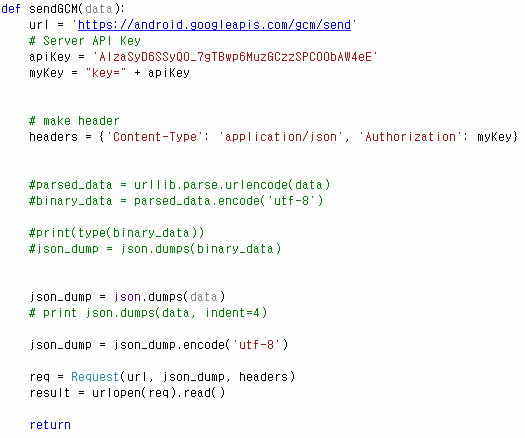 def sendGCM(data):
    url = 'https://android.googleapis.com/gcm/send'
    # Server API Key
    apiKey = 'AIzaSyD6SSyQ0_7gTBwp6MuzGCzzSPCOObAW4eE'
    myKey = "key=" + apiKey
    # make header
    headers = {'Content-Type': 'application/json', 'Authorization': myKey}
    #parsed_data = urllib.parse.urlencode(data)
    #binary_data = parsed_data.encode('utf-8')
    #print(type(binary_data))
    #json_dump = json.dumps(binary_data)
    json_dump = json.dumps(data)
    # print json.dumps(data, indent=4)
    json_dump = json_dump.encode('utf-8')
    req = Request(url, json_dump, headers)
    result = urlopen(req).read()
    return